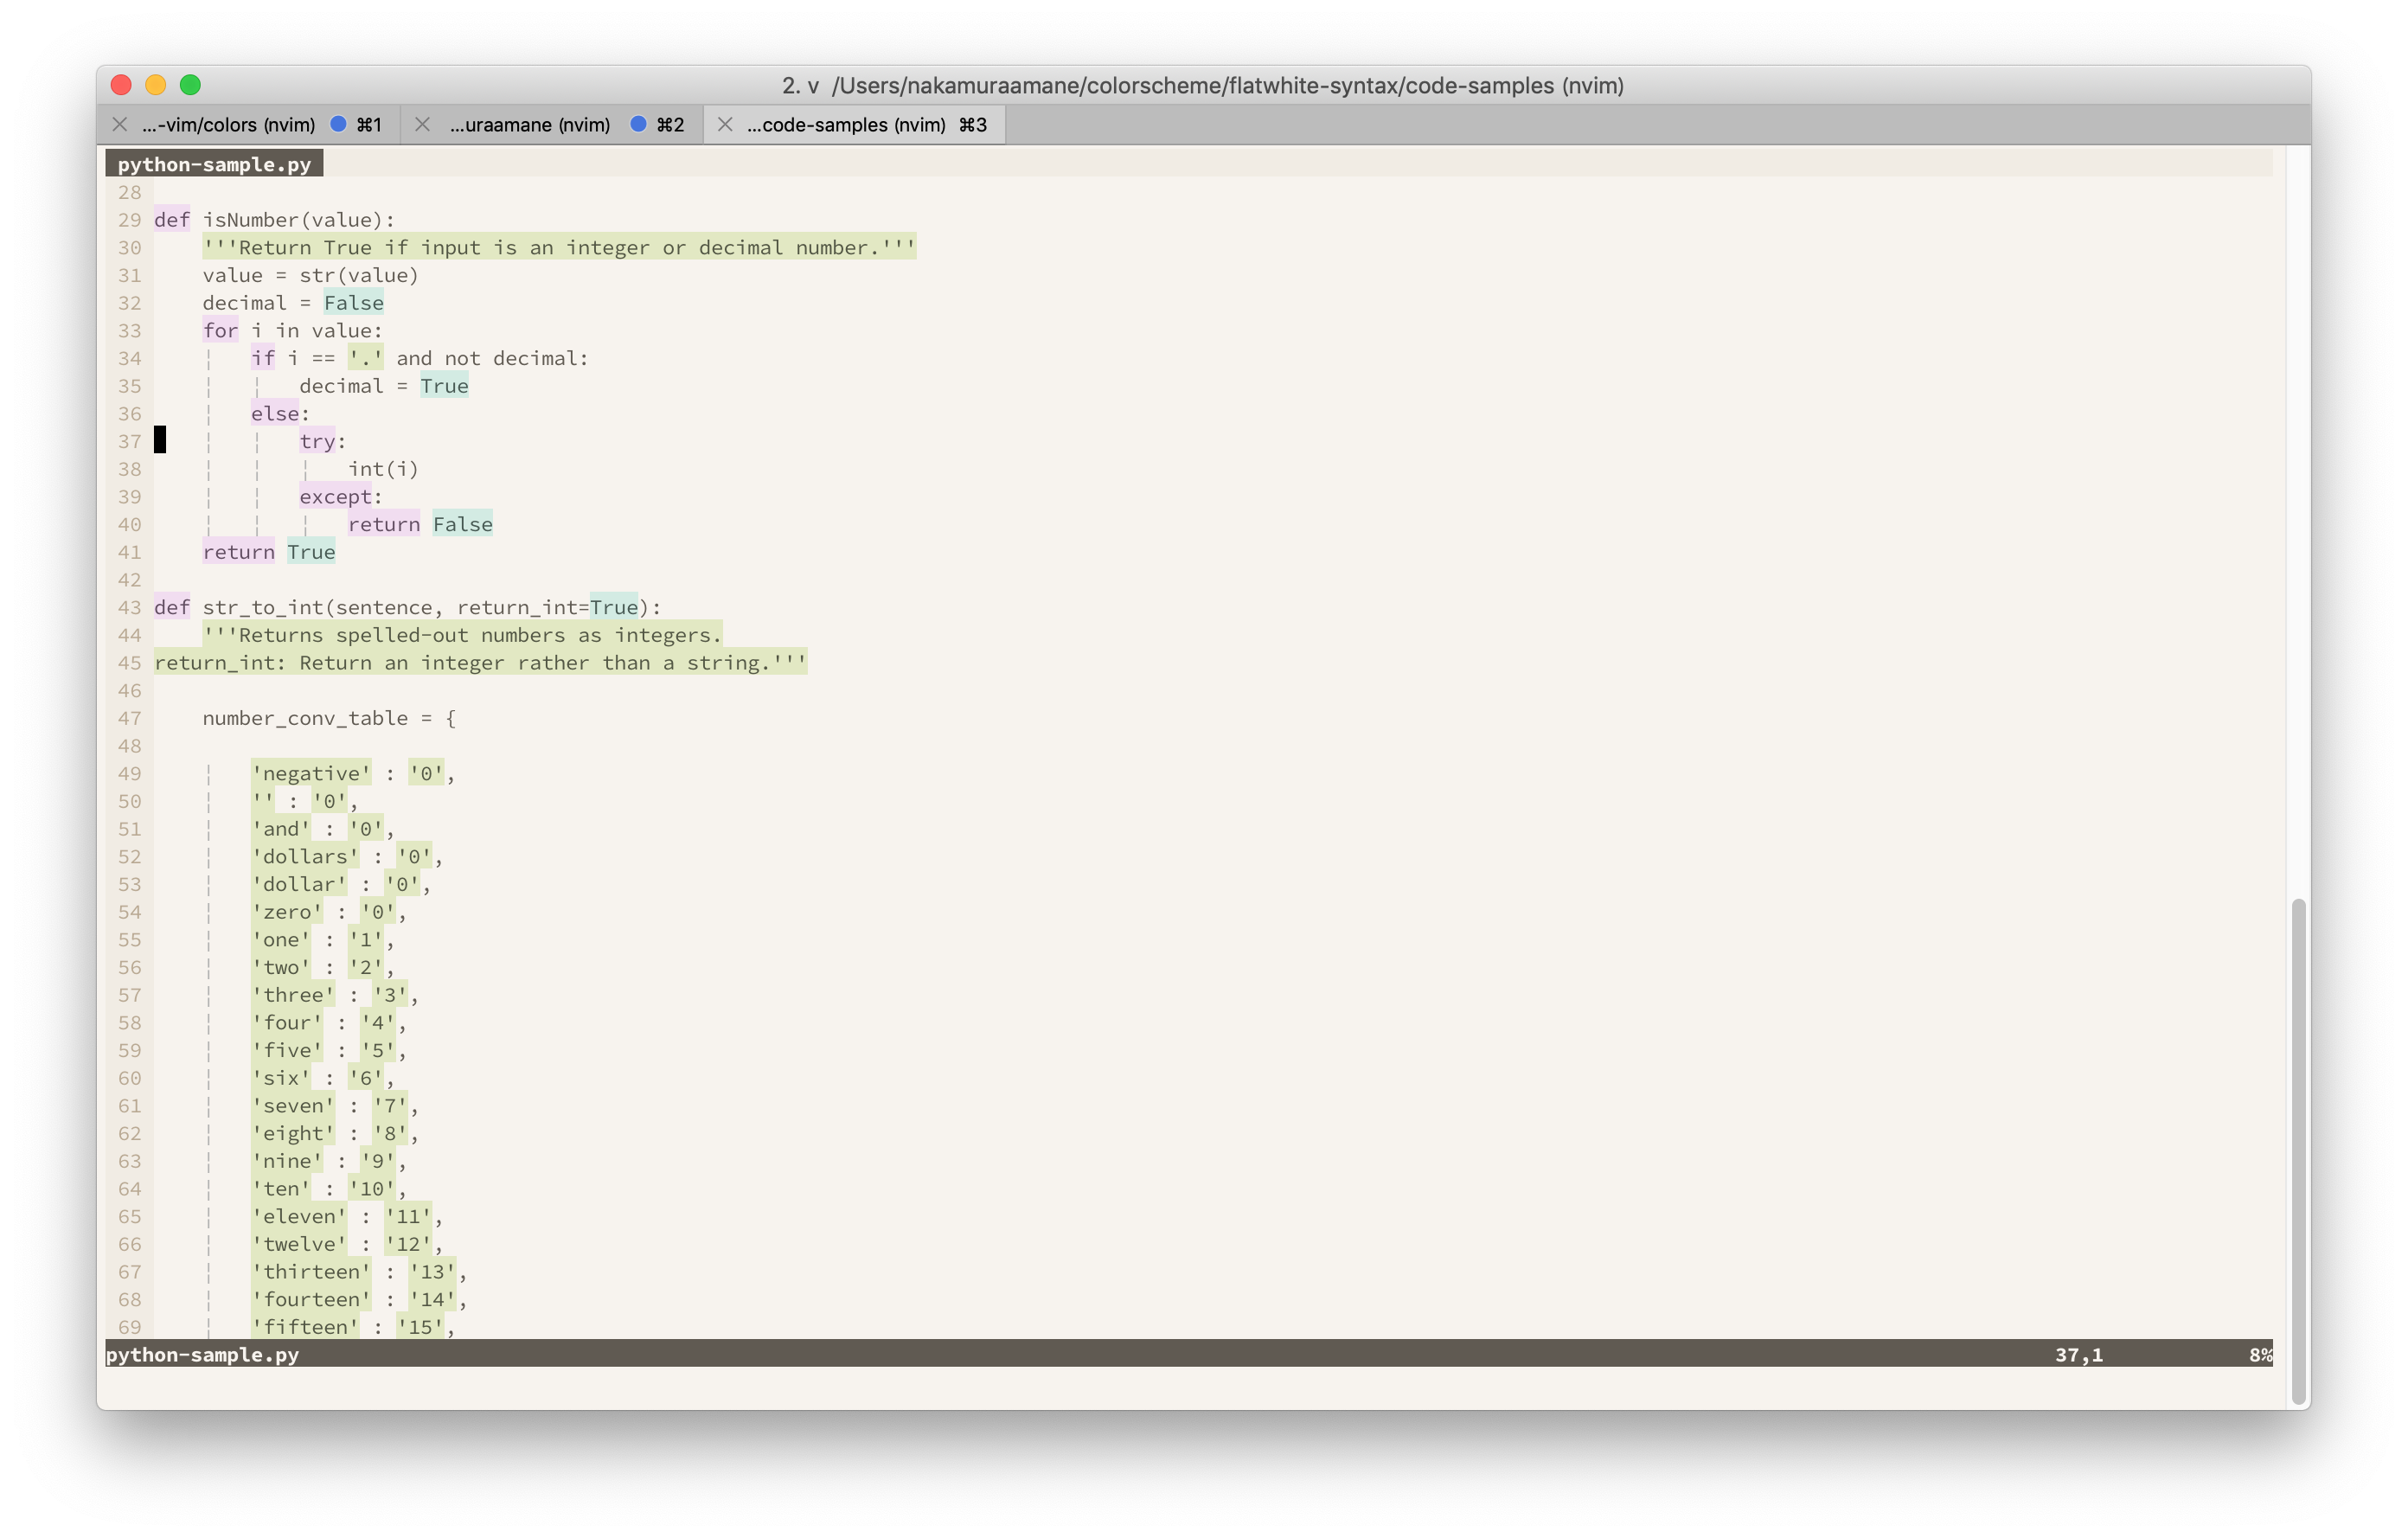 2. v  /Users/nakamuraamane/colorscheme/flatwhite-syntax/code-samples (nvim)
...-vim/colors (nvim) ⌘1 ...uraamane (nvim) ⌘2 ...code-samples (nvim) ⌘3
python-sample.py
28
29 def isNumber(value):
30     '''Return True if input is an integer or decimal number.'''
31     value = str(value)
32     decimal = False
33     for i in value:
34     ¦   if i == '.' and not decimal:
35     ¦   ¦   decimal = True
36     ¦   else:
37     ¦   ¦   try:
38     ¦   ¦   ¦   int(i)
39     ¦   ¦   except:
40     ¦   ¦   ¦   return False
41     return True
42
43 def str_to_int(sentence, return_int=True):
44     '''Returns spelled-out numbers as integers.
45 return_int: Return an integer rather than a string.'''
46
47     number_conv_table = {
48
49     ¦   'negative' : '0',
50     ¦   '' : '0',
51     ¦   'and' : '0',
52     ¦   'dollars' : '0',
53     ¦   'dollar' : '0',
54     ¦   'zero' : '0',
55     ¦   'one' : '1',
56     ¦   'two' : '2',
57     ¦   'three' : '3',
58     ¦   'four' : '4',
59     ¦   'five' : '5',
60     ¦   'six' : '6',
61     ¦   'seven' : '7',
62     ¦   'eight' : '8',
63     ¦   'nine' : '9',
64     ¦   'ten' : '10',
65     ¦   'eleven' : '11',
66     ¦   'twelve' : '12',
67     ¦   'thirteen' : '13',
68     ¦   'fourteen' : '14',
69     ¦   'fifteen' : '15',
python-sample.py 37,1 8%